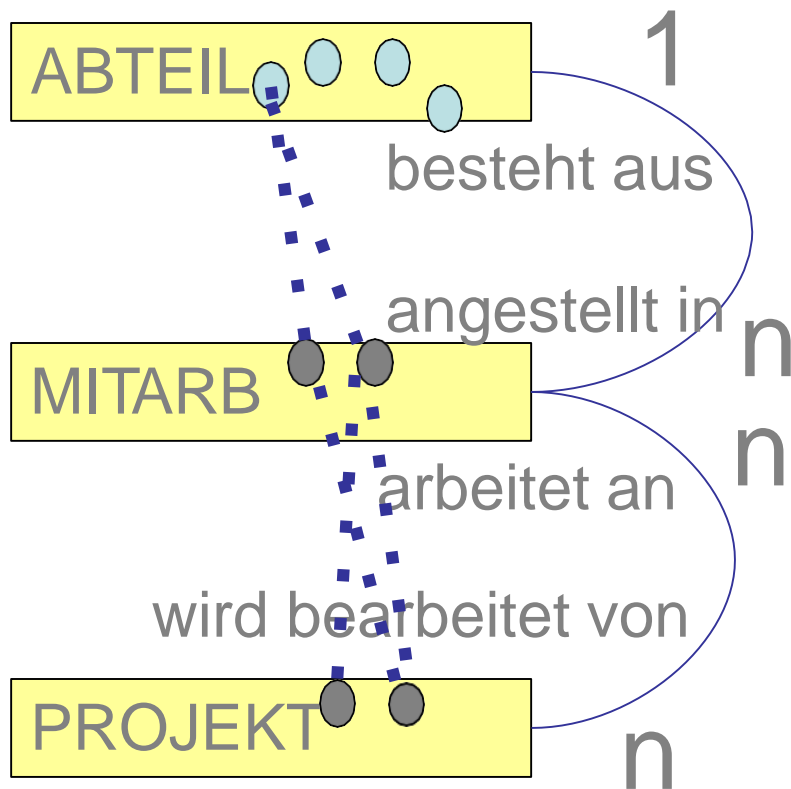 ABTEIL
1
besteht aus
angestellt in
n
MITARB
n
arbeitet an
wird bearbeitet von
PROJEKT
n